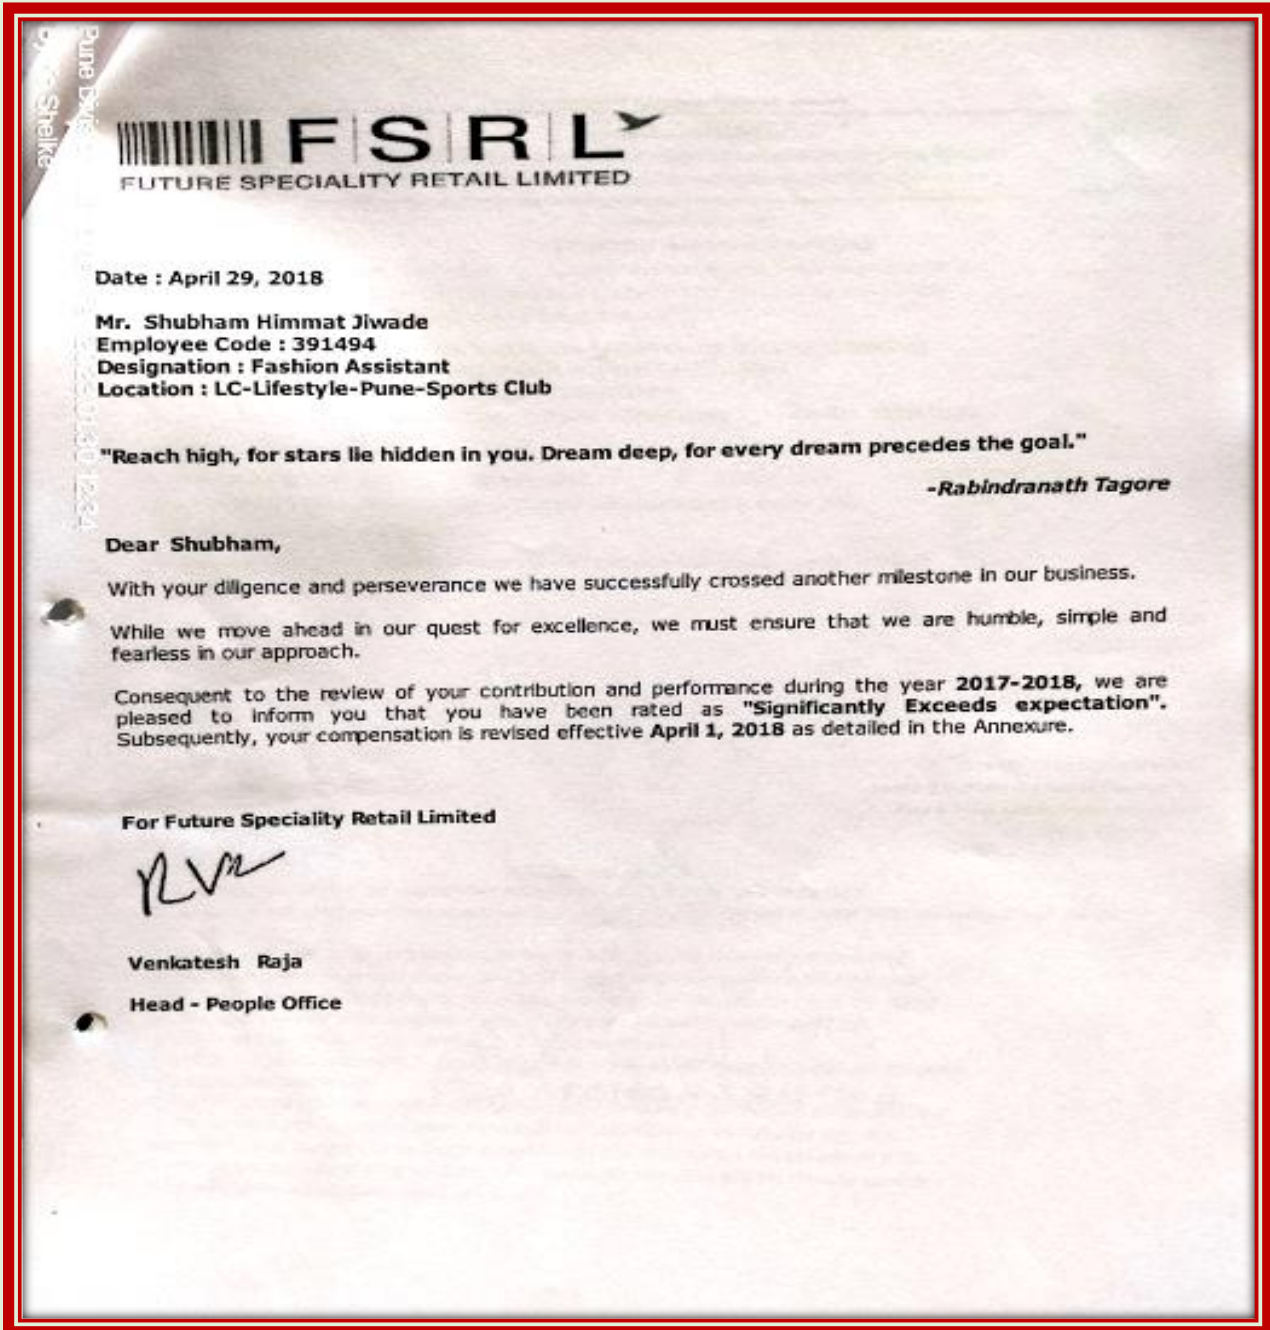 FSRL
FUTURE SPECIALITY RETAIL LIMITED
Date : April 29, 2018
Mr. Shubham Himmat Jiwade
Employee Code : 391494
Designation : Fashion Assistant
Location : LC-Lifestyle-Pune-Sports Club
"Reach high, for stars lie hidden in you. Dream deep, for every dream precedes the goal."
-Rabindranath Tagore
Dear Shubham,
With your diligence and perseverance we have successfully crossed another milestone in our business.
While we move ahead in our quest for excellence, we must ensure that we are humble, simple and
fearless in our approach.
Consequent to the review of your contribution and performance during the year 2017-2018, we are
pleased to inform you that you have been rated as "Significantly Exceeds expectation".
Subsequently, your compensation is revised effective April 1, 2018 as detailed in the Annexure.
For Future Speciality Retail Limited
Venkatesh Raja
Head - People Office
Pune
Shelke